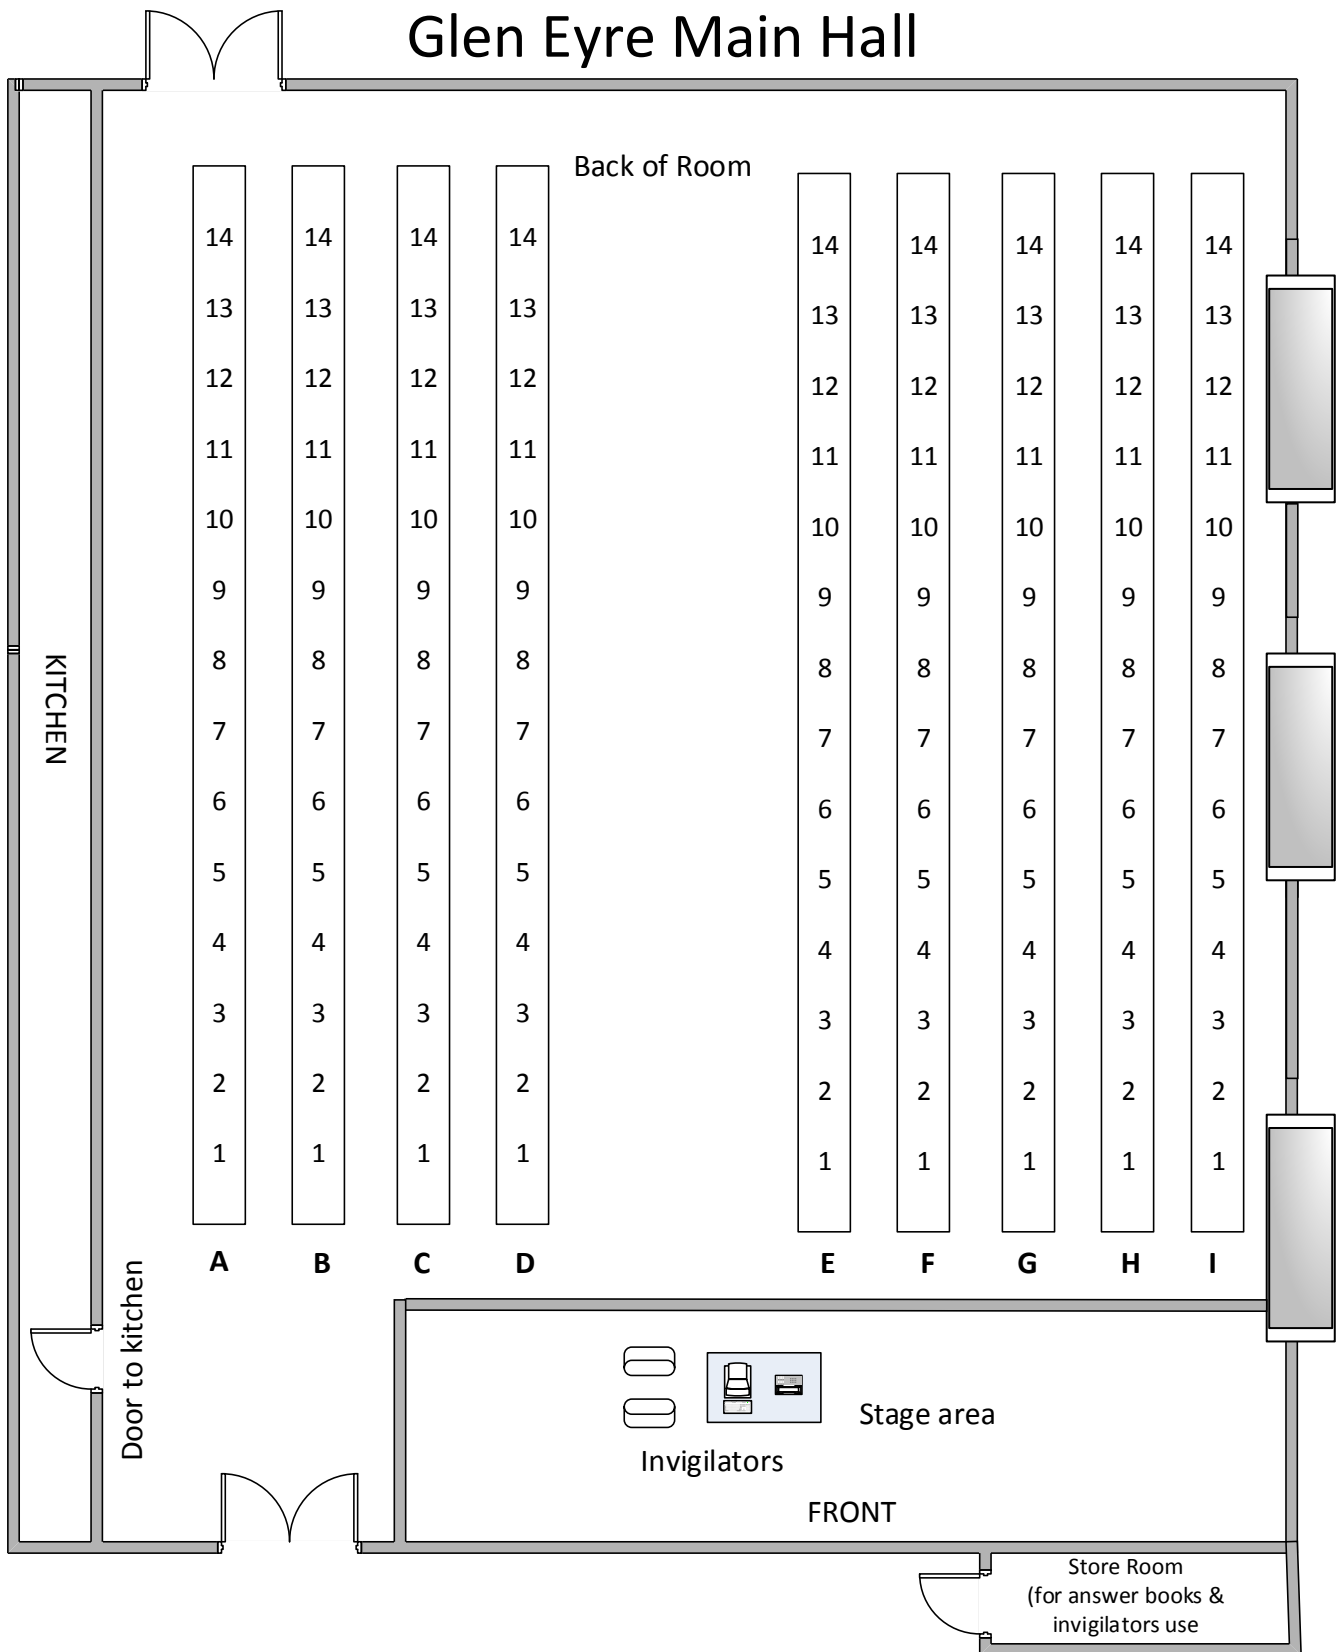 Glen Eyre Main Hall
Back of Room
14 14 14 14 14 14 14 14 14
13 13 13 13 13 13 13 13 13
12 12 12 12 12 12 12 12 12
11 11 11 11 11 11 11 11 11
10 10 10 10 10 10 10 10 10
9 9 9 9 9 9 9 9 9
8 8 8 8 8 8 8 8 8
7 7 7 7 7 7 7 7 7
6 6 6 6 6 6 6 6 6
5 5 5 5 5 5 5 5 5
4 4 4 4 4 4 4 4 4
3 3 3 3 3 3 3 3 3
2 2 2 2 2 2 2 2 2
1 1 1 1 1 1 1 1 1
A B C D E F G H I
KITCHEN
Door to kitchen
Stage area
Invigilators
FRONT
Store Room
(for answer books &
invigilators use